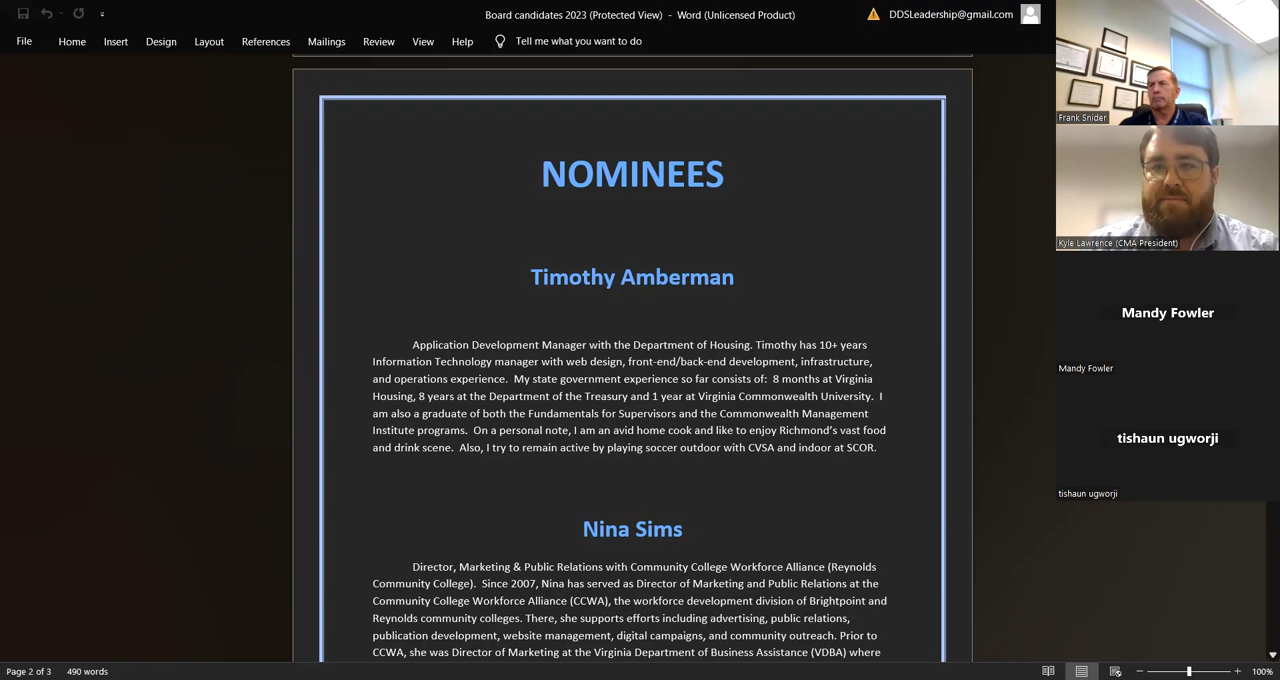 Board candidates 2023 (Protected View) - Word (Unlicensed Product)
DDSLeadership@gmail.com
File Home Insert Design Layout References Mailings Review View Help Tell me what you want to do
NOMINEES
Timothy Amberman
Application Development Manager with the Department of Housing. Timothy has 10+ years
Information Technology manager with web design, front-end/back-end development, infrastructure,
and operations experience. My state government experience so far consists of: 8 months at Virginia
Housing, 8 years at the Department of the Treasury and 1 year at Virginia Commonwealth University. I
am also a graduate of both the Fundamentals for Supervisors and the Commonwealth Management
Institute programs. On a personal note, I am an avid home cook and like to enjoy Richmond's vast food
and drink scene. Also, I try to remain active by playing soccer outdoor with CVSA and indoor at SCOR.
Nina Sims
Director, Marketing & Public Relations with Community College Workforce Alliance (Reynolds
Community College). Since 2007, Nina has served as Director of Marketing and Public Relations at the
Community College Workforce Alliance (CCWA), the workforce development division of Brightpoint and
Reynolds community colleges. There, she supports efforts including advertising, public relations,
publication development, website management, digital campaigns, and community outreach. Prior to
CCWA, she was Director of Marketing at the Virginia Department of Business Assistance (VDBA) where
Page 2 of 3 490 words
100%
Frank Snider
Kyle Lawrence (CMA President)
Mandy Fowler
Mandy Fowler
tishaun ugworji
tishaun ugworji